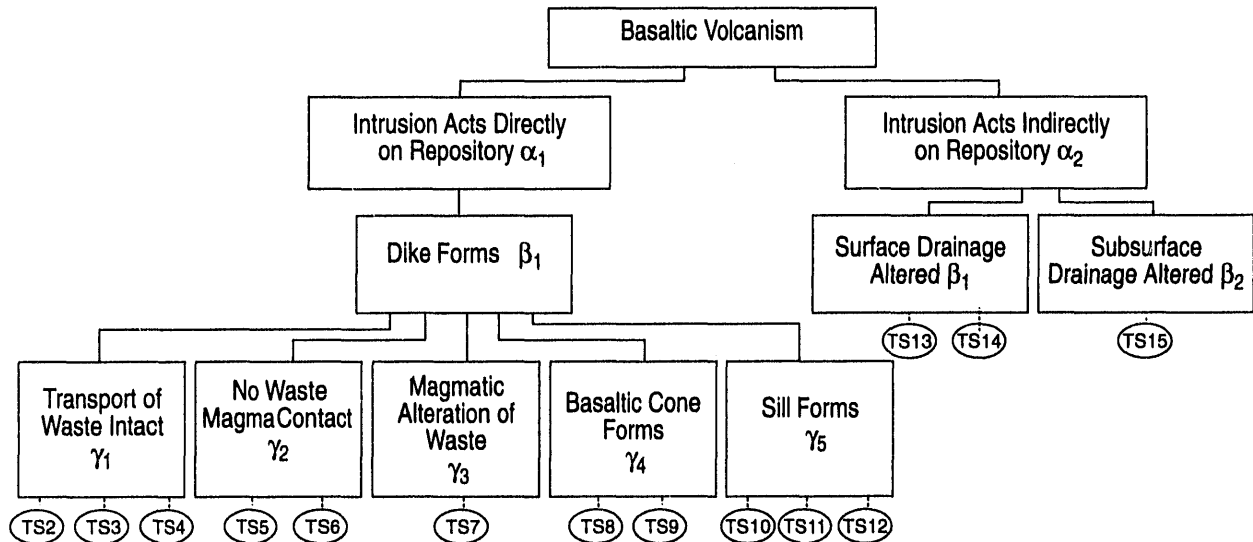 Basaltic Volcanism
Intrusion Acts Directly
on Repository α₁
Intrusion Acts Indirectly
on Repository α₂
Dike Forms β₁
Surface Drainage
Altered β₁
Subsurface
Drainage Altered β₂
TS13
TS14
TS15
Transport of
Waste Intact
γ₁
No Waste
Magma Contact
γ₂
Magmatic
Alteration of
Waste
γ₃
Basaltic Cone
Forms
γ₄
Sill Forms
γ₅
TS2
TS3
TS4
TS5
TS6
TS7
TS8
TS9
TS10
TS11
TS12